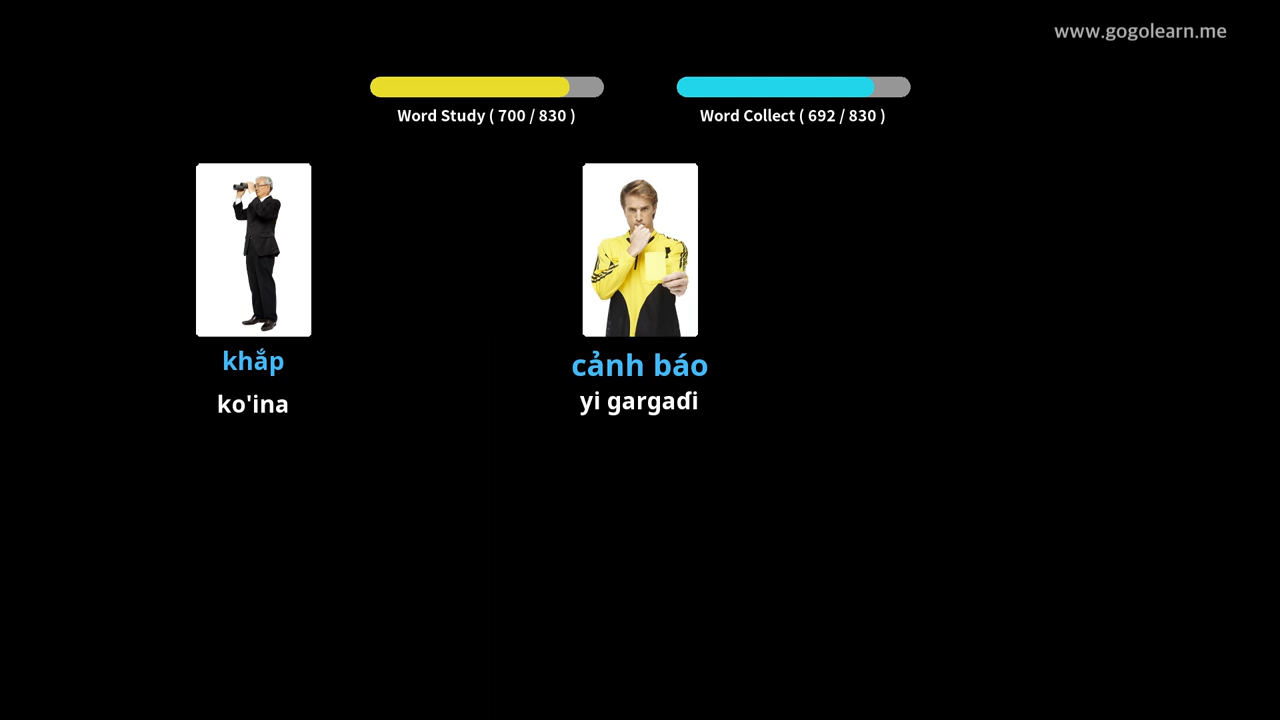 www.gogolearn.me
Word Study ( 700 / 830 )
Word Collect ( 692 / 830 )
khắp
ko'ina
cảnh báo
yi gargaɗi